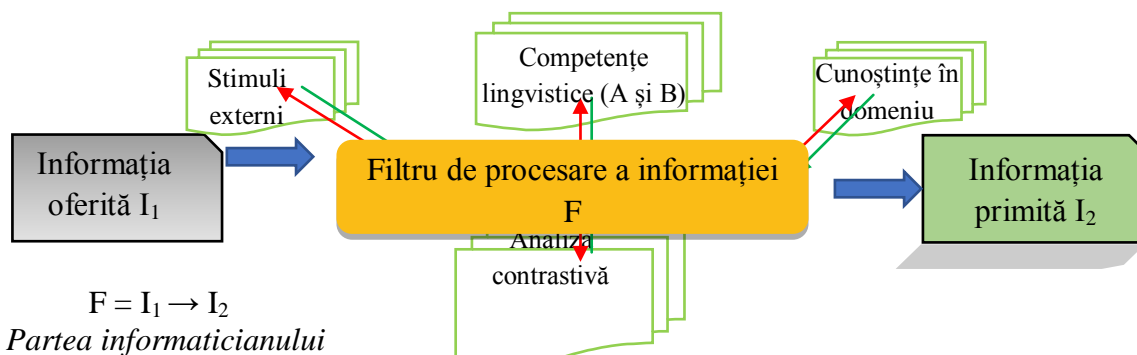 Stimuli
externi
Competențe
lingvistice (A și B)
Cunoștințe în
domeniu
Informația
oferită I₁
Filtru de procesare a informației
F
Informația
primită I₂
Analiza
contrastivă
F = I₁ → I₂
Partea informaticianului